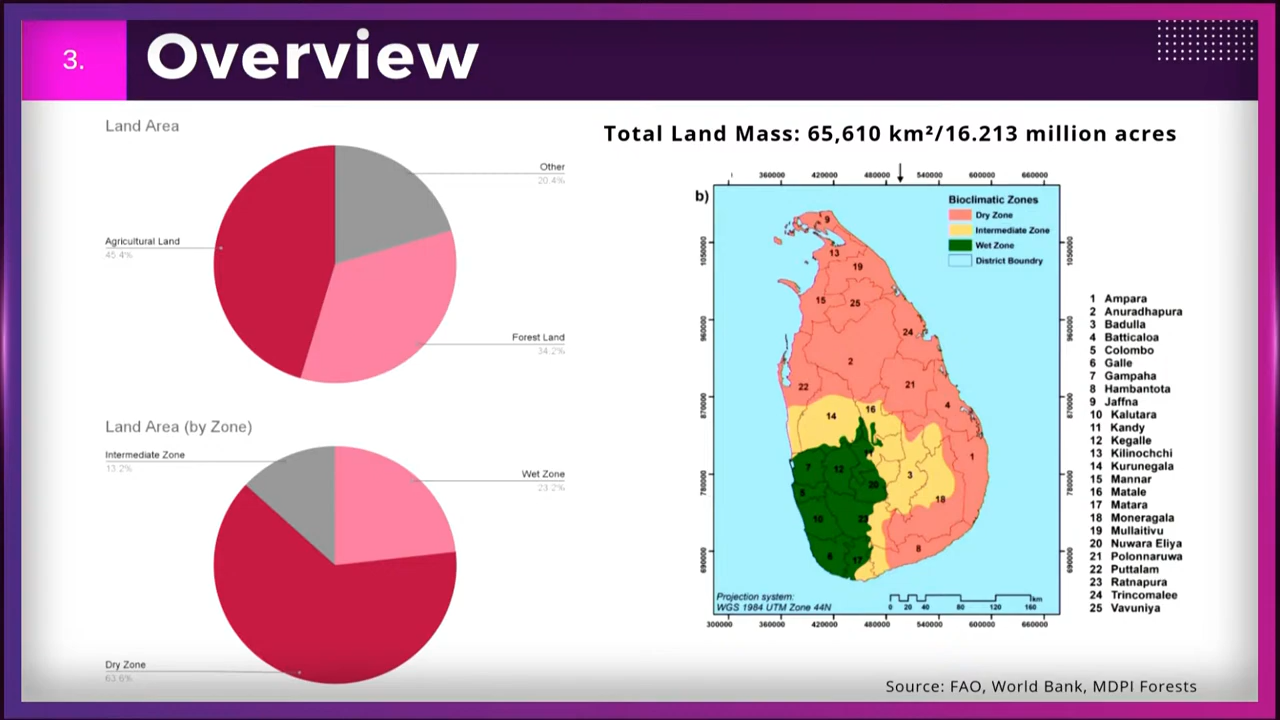 3.
Overview
Land Area
Other
20.4%
Agricultural Land
45.4%
Forest Land
34.2%
Land Area (by Zone)
Intermediate Zone
13.2%
Wet Zone
23.2%
Dry Zone
63.6%
Total Land Mass: 65,610 km²/16.213 million acres
b)
360000 420000 480000 540000 600000 660000
Bioclimatic Zones
Dry Zone
Intermediate Zone
Wet Zone
District Boundry
1050000 1050000
960000 960000
870000 870000
780000 780000
690000 690000
9
13
19
15
25
24
2
22
21
4
14
16
1
7
12
3
20
18
10
23
8
6
17
Projection system:
WGS 1984 UTM Zone 44N
km
0 20 40 80 120 160
300000 360000 420000 480000 540000 600000 660000
1 Ampara
2 Anuradhapura
3 Badulla
4 Batticaloa
5 Colombo
6 Galle
7 Gampaha
8 Hambantota
9 Jaffna
10 Kalutara
11 Kandy
12 Kegalle
13 Kilinochchi
14 Kurunegala
15 Mannar
16 Matale
17 Matara
18 Moneragala
19 Mullaitivu
20 Nuwara Eliya
21 Polonnaruwa
22 Puttalam
23 Ratnapura
24 Trincomalee
25 Vavuniya
Source: FAO, World Bank, MDPI Forests